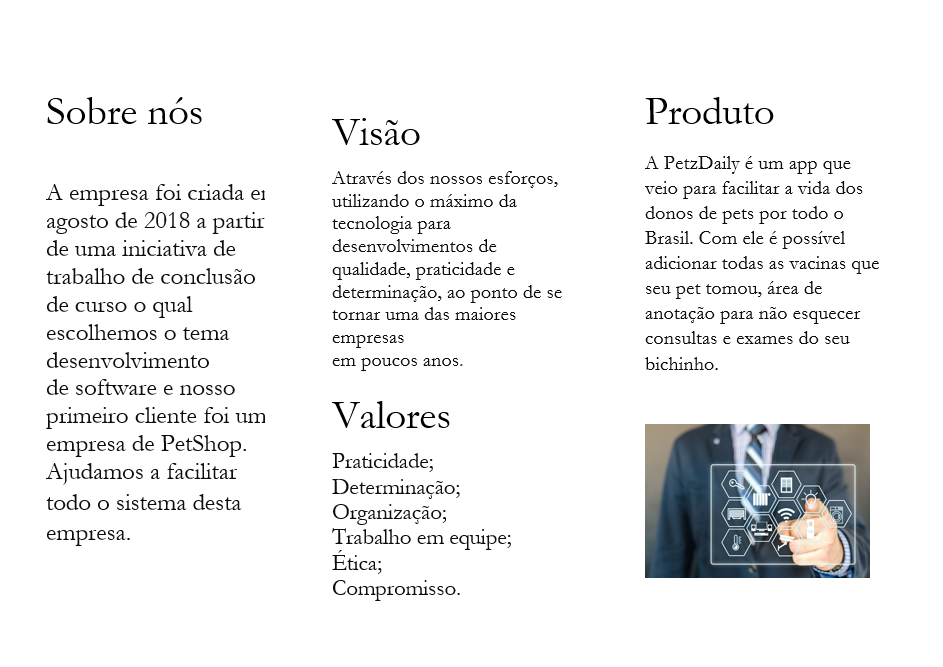 Sobre nós
A empresa foi criada
agosto de 2018 a partir
de uma iniciativa de
trabalho de conclusão
de curso o qual
escolhemos o tema
desenvolvimento
de software e nosso
primeiro cliente foi um
empresa de PetShop.
Ajudamos a facilitar
todo o sistema desta
empresa.
Visão
Através dos nossos esforços,
utilizando o máximo da
tecnologia para
desenvolvimentos de
qualidade, praticidade e
determinação, ao ponto de se
tornar uma das maiores
empresas
em poucos anos.
Valores
Praticidade;
Determinação;
Organização;
Trabalho em equipe;
Ética;
Compromisso.
Produto
A PetzDaily é um app que
veio para facilitar a vida dos
donos de pets por todo o
Brasil. Com ele é possível
adicionar todas as vacinas que
seu pet tomou, área de
anotação para não esquecer
consultas e exames do seu
bichinho.